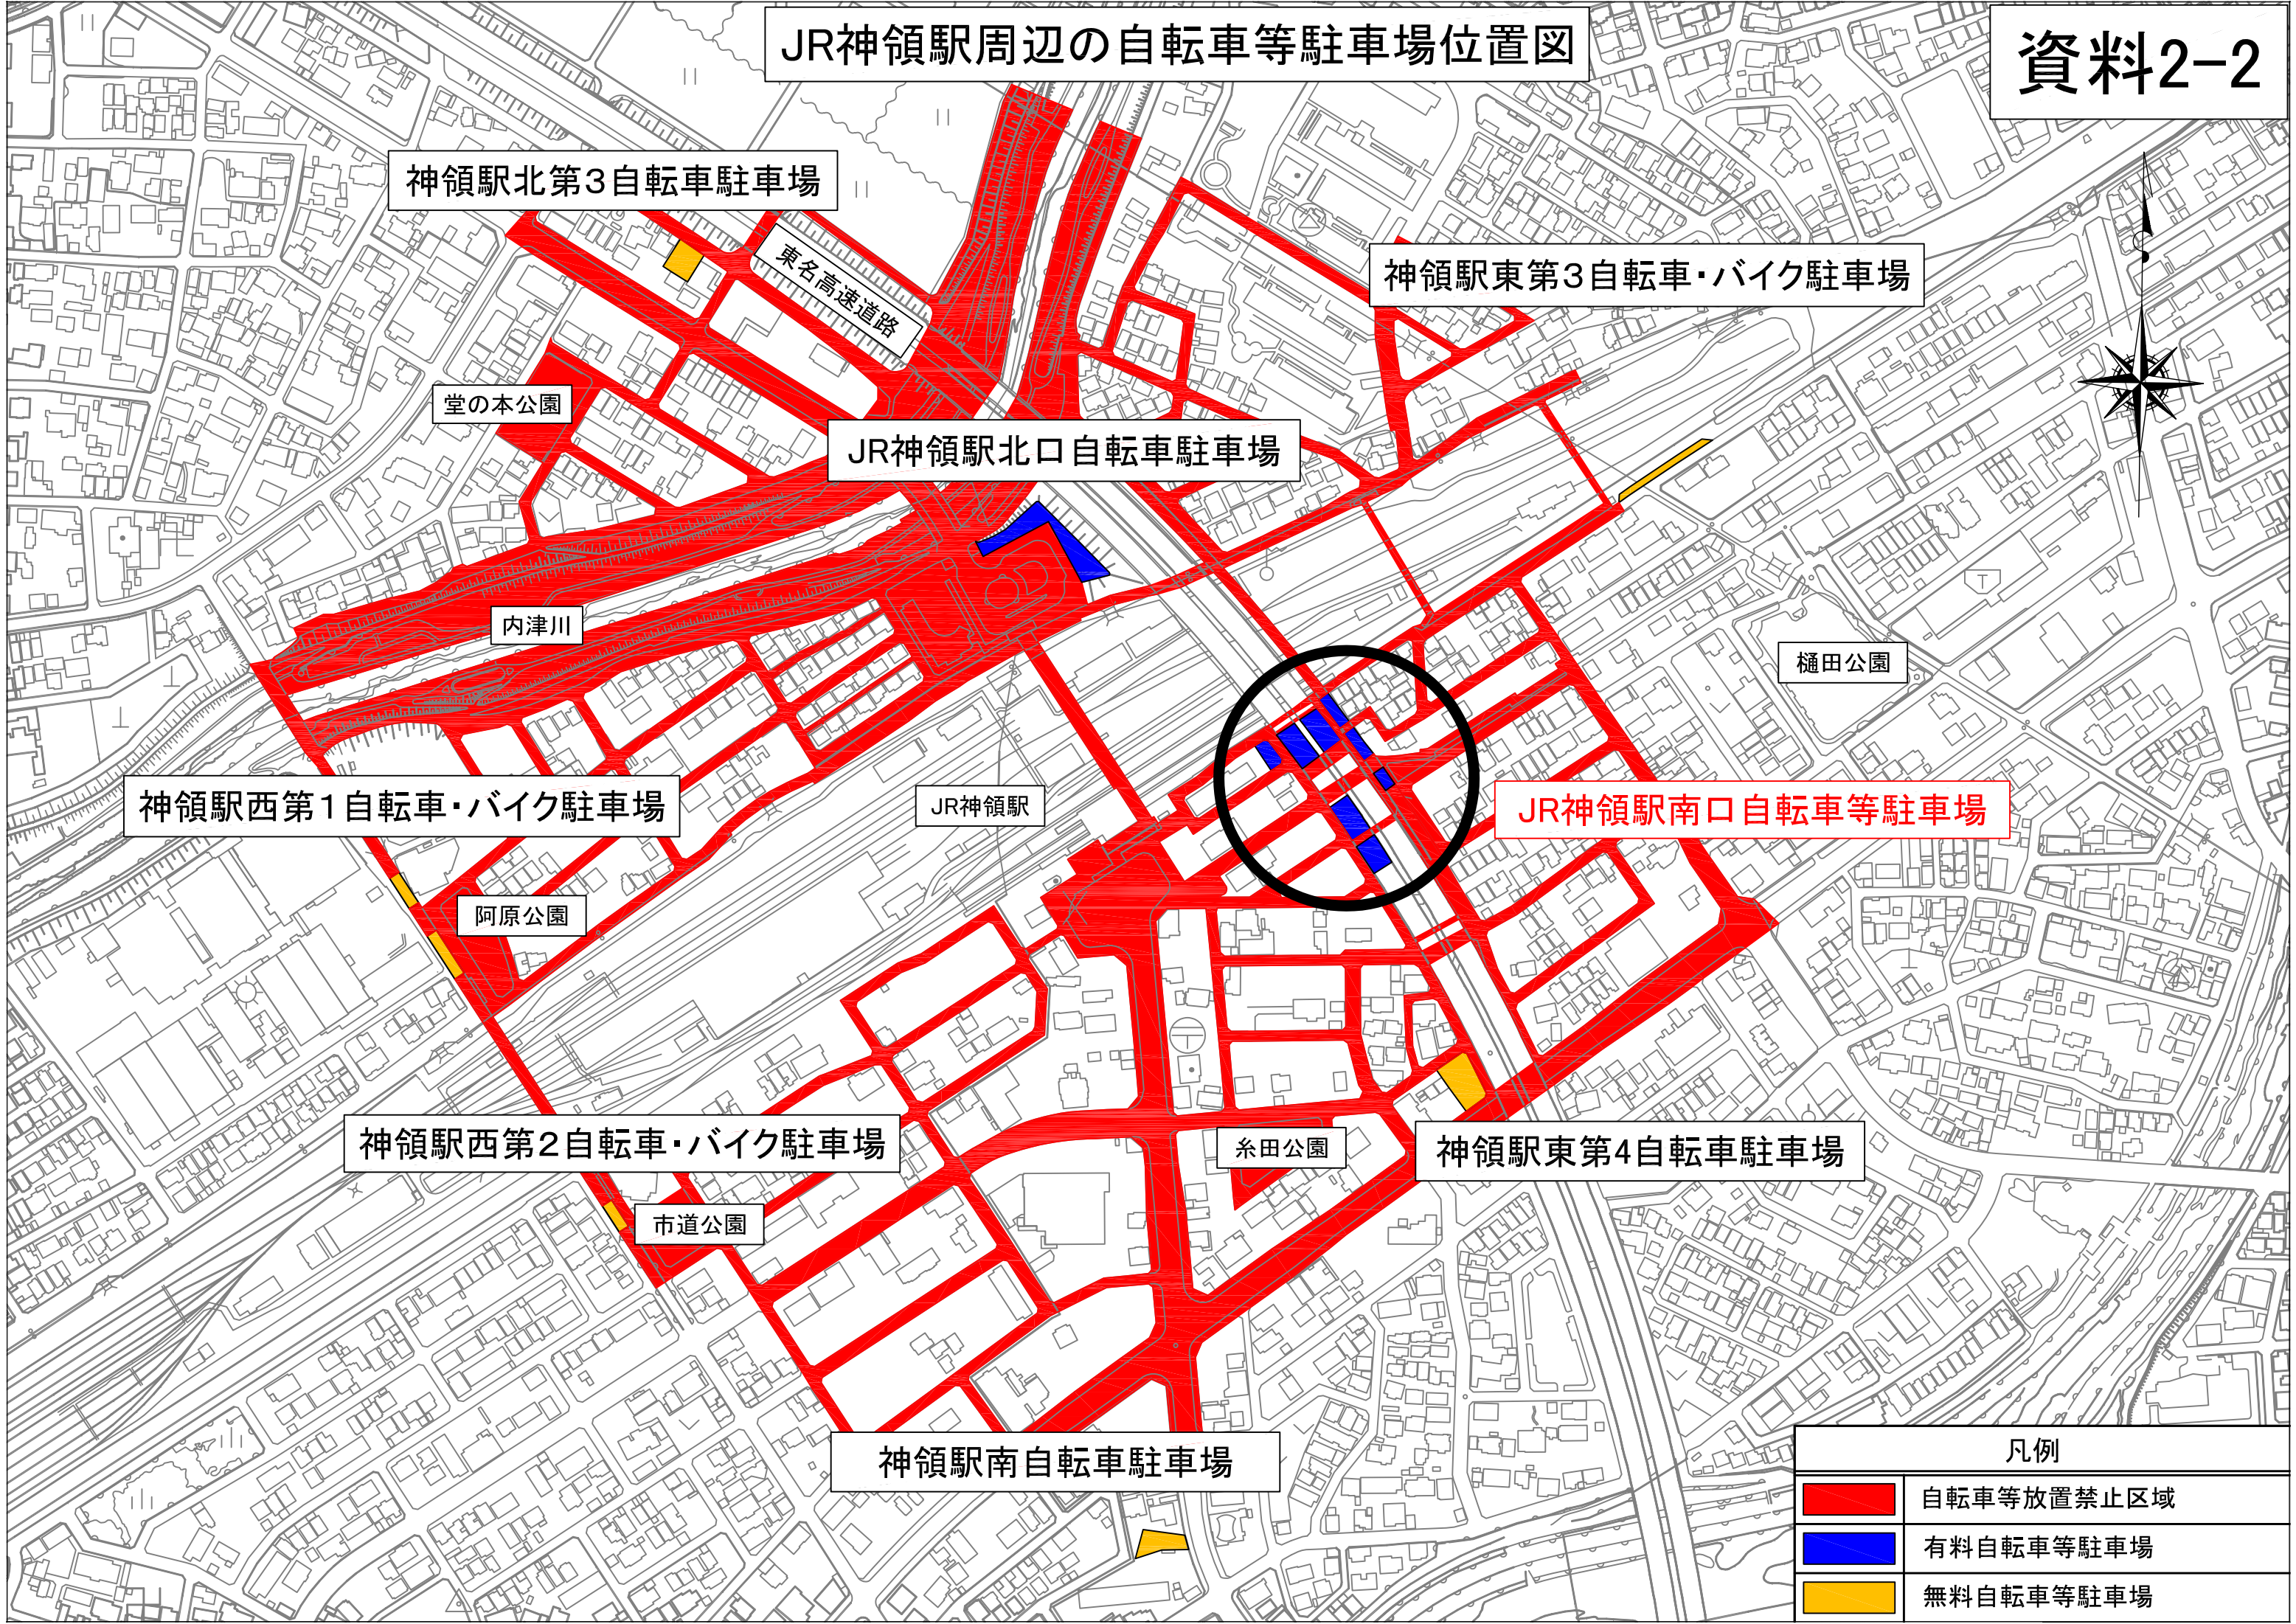 JR神領駅周辺の自転車等駐車場位置図
資料2-2
神領駅北第3自転車駐車場
東名高速道路
神領駅東第3自転車・バイク駐車場
堂の本公園
JR神領駅北口自転車駐車場
内津川
樋田公園
神領駅西第1自転車・バイク駐車場
JR神領駅
JR神領駅南口自転車等駐車場
阿原公園
神領駅西第2自転車・バイク駐車場
糸田公園
神領駅東第4自転車駐車場
市道公園
神領駅南自転車駐車場
凡例
自転車等放置禁止区域
有料自転車等駐車場
無料自転車等駐車場